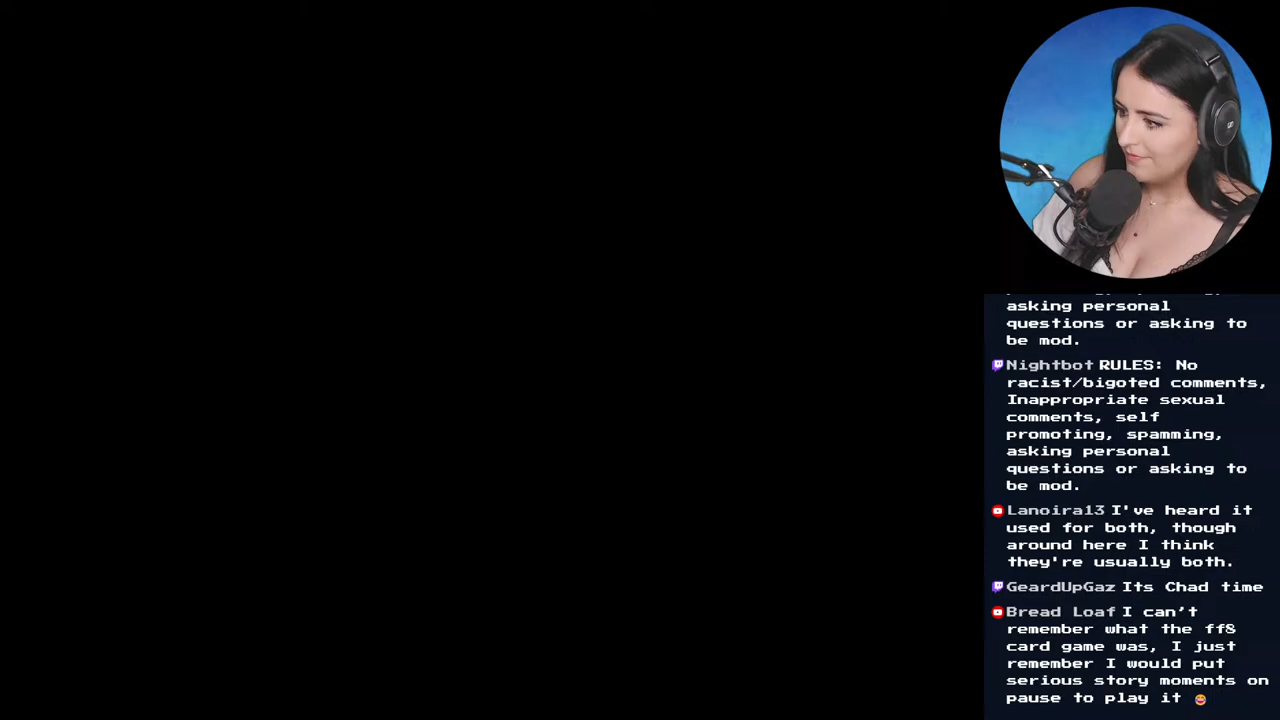 asking personal
questions or asking to
be mod.
Nightbot RULES: No
racist/bigoted comments,
Inappropriate sexual
comments, self
promoting, spamming,
asking personal
questions or asking to
be mod.
Lanoira13 I've heard it
used for both, though
around here I think
they're usually both.
GeardUpGaz Its Chad time
Bread Loaf I can't
remember what the ff8
card game was, I just
remember I would put
serious story moments on
pause to play it 😂